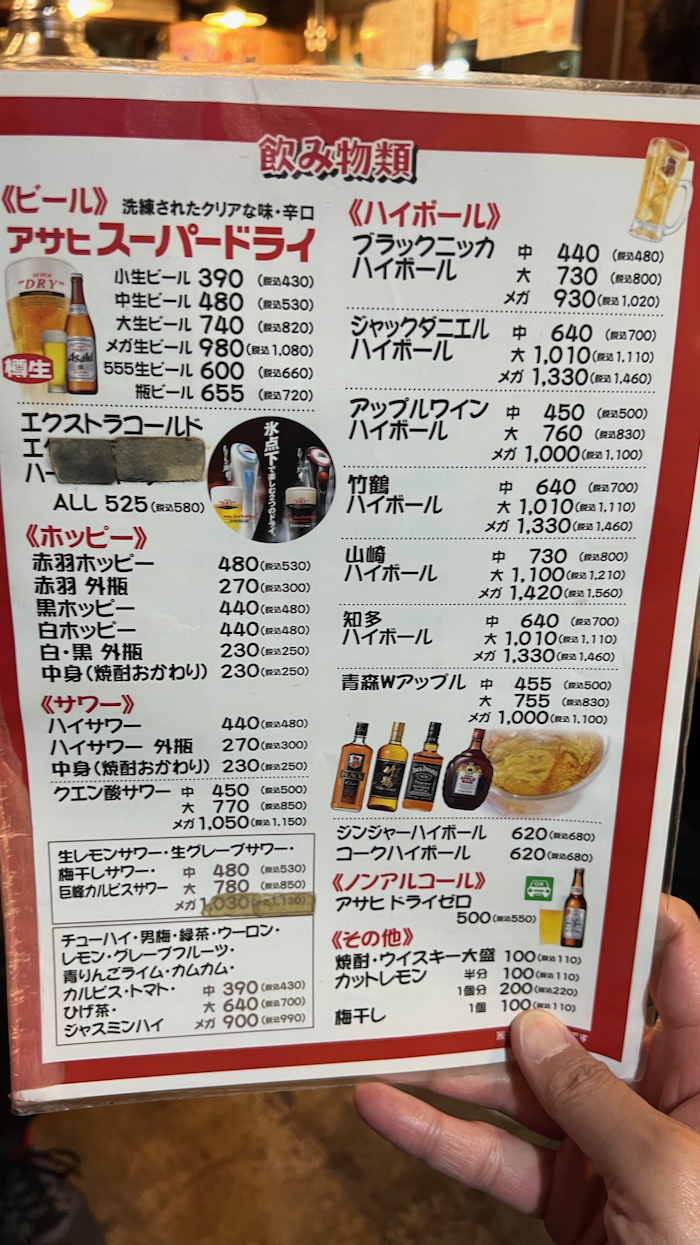 飲み物類
《ビール》 洗練されたクリアな味・辛口
アサヒスーパードライ
SUPER
"DRY"
Asahi
樽生
小生ビール 390 (税込430)
中生ビール 480 (税込530)
大生ビール 740 (税込820)
メガ生ビール 980 (税込1,080)
555生ビール 600 (税込660)
瓶ビール 655 (税込720)
エクストラコールド
エク
ハー
ALL 525 (税込580)
氷点下で楽しむ2つのドライ。
《ホッピー》
赤羽ホッピー 480 (税込530)
赤羽 外瓶 270 (税込300)
黒ホッピー 440 (税込480)
白ホッピー 440 (税込480)
白・黒 外瓶 230 (税込250)
中身(焼酎おかわり) 230 (税込250)
《サワー》
ハイサワー 440 (税込480)
ハイサワー 外瓶 270 (税込300)
中身(焼酎おかわり) 230 (税込250)
クエン酸サワー 中 450 (税込500)
大 770 (税込850)
メガ 1,050 (税込1.150)
生レモンサワー・生グレープサワー・
梅干しサワー・ 中 480 (税込530)
巨峰カルピスサワー 大 780 (税込850)
メガ 1,030 (税込1,130)
チューハイ・男梅・緑茶・ウーロン・
レモン・グレープフルーツ・
青りんごライム・カムカム・
カルピス・トマト・ 中 390 (税込430)
ひげ茶・ 大 640 (税込700)
ジャスミンハイ メガ 900 (税込990)
《ハイボール》
ブラックニッカ 中 440 (税込480)
ハイボール 大 730 (税込800)
メガ 930 (税込1,020)
ジャックダニエル 中 640 (税込700)
ハイボール 大 1,010 (税込1,110)
メガ 1,330 (税込1,460)
アップルワイン 中 450 (税込500)
ハイボール 大 760 (税込830)
メガ 1,000 (税込1,100)
竹鶴 中 640 (税込700)
ハイボール 大 1,010 (税込1,110)
メガ 1,330 (税込1,460)
山崎 中 730 (税込800)
ハイボール 大 1,100 (税込1,210)
メガ 1,420 (税込1,560)
知多 中 640 (税込700)
ハイボール 大 1,010 (税込1,110)
メガ 1,330 (税込1,460)
青森Wアップル 中 455 (税込500)
大 755 (税込830)
メガ 1,000 (税込1.100)
BLACK
JACK DANIEL'S
ジンジャーハイボール 620 (税込680)
コークハイボール 620 (税込680)
《ノンアルコール》
アサヒ ドライゼロ
500 (税込550)
OK
《その他》
焼酎・ウイスキー大盛 100 (税込110)
カットレモン 半分 100 (税込110)
1個分 200 (税込220)
梅干し 1個 100 (税込110)
※
です